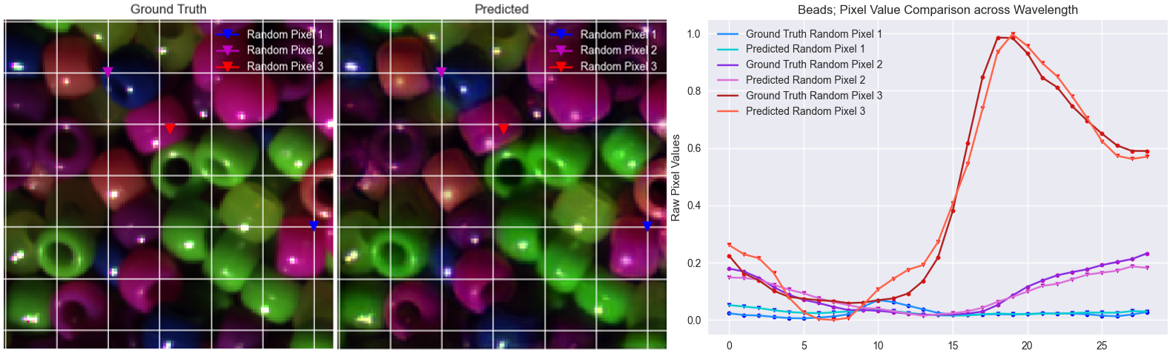 Ground Truth
Random Pixel 1
Random Pixel 2
Random Pixel 3
Predicted
Random Pixel 1
Random Pixel 2
Random Pixel 3
Beads; Pixel Value Comparison across Wavelength
Ground Truth Random Pixel 1
Predicted Random Pixel 1
Ground Truth Random Pixel 2
Predicted Random Pixel 2
Ground Truth Random Pixel 3
Predicted Random Pixel 3
Raw Pixel Values
1.0
0.8
0.6
0.4
0.2
0.0
0 5 10 15 20 25